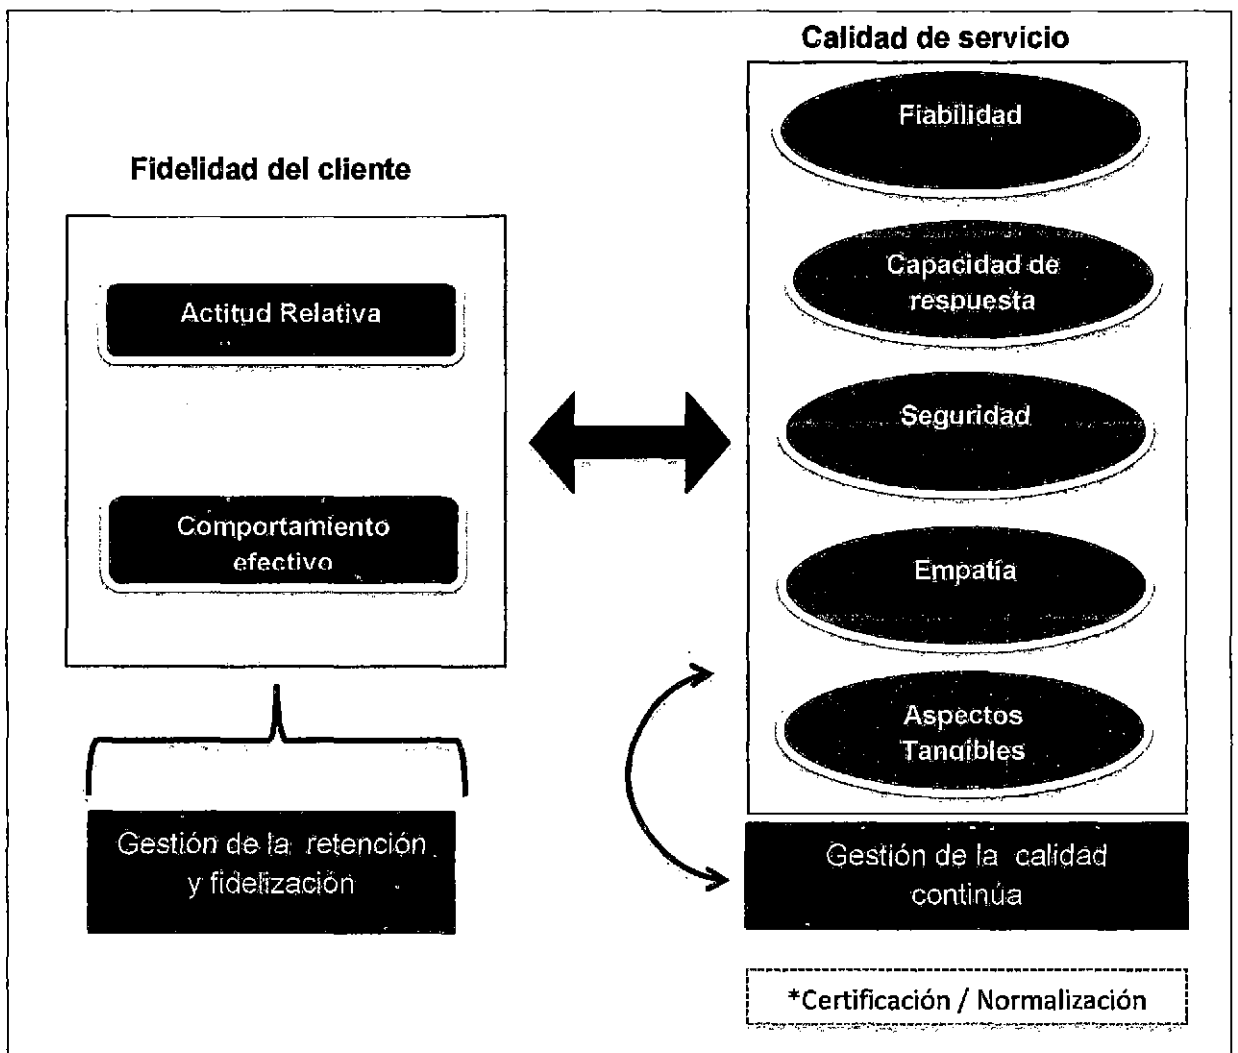 Calidad de servicio
Fiabilidad
Capacidad de
respuesta
Seguridad
Empatía
Aspectos
Tangibles
Gestión de la calidad
continúa
*Certificación / Normalización
Fidelidad del cliente
Actitud Relativa
Comportamiento
efectivo
Gestión de la retención
y fidelización